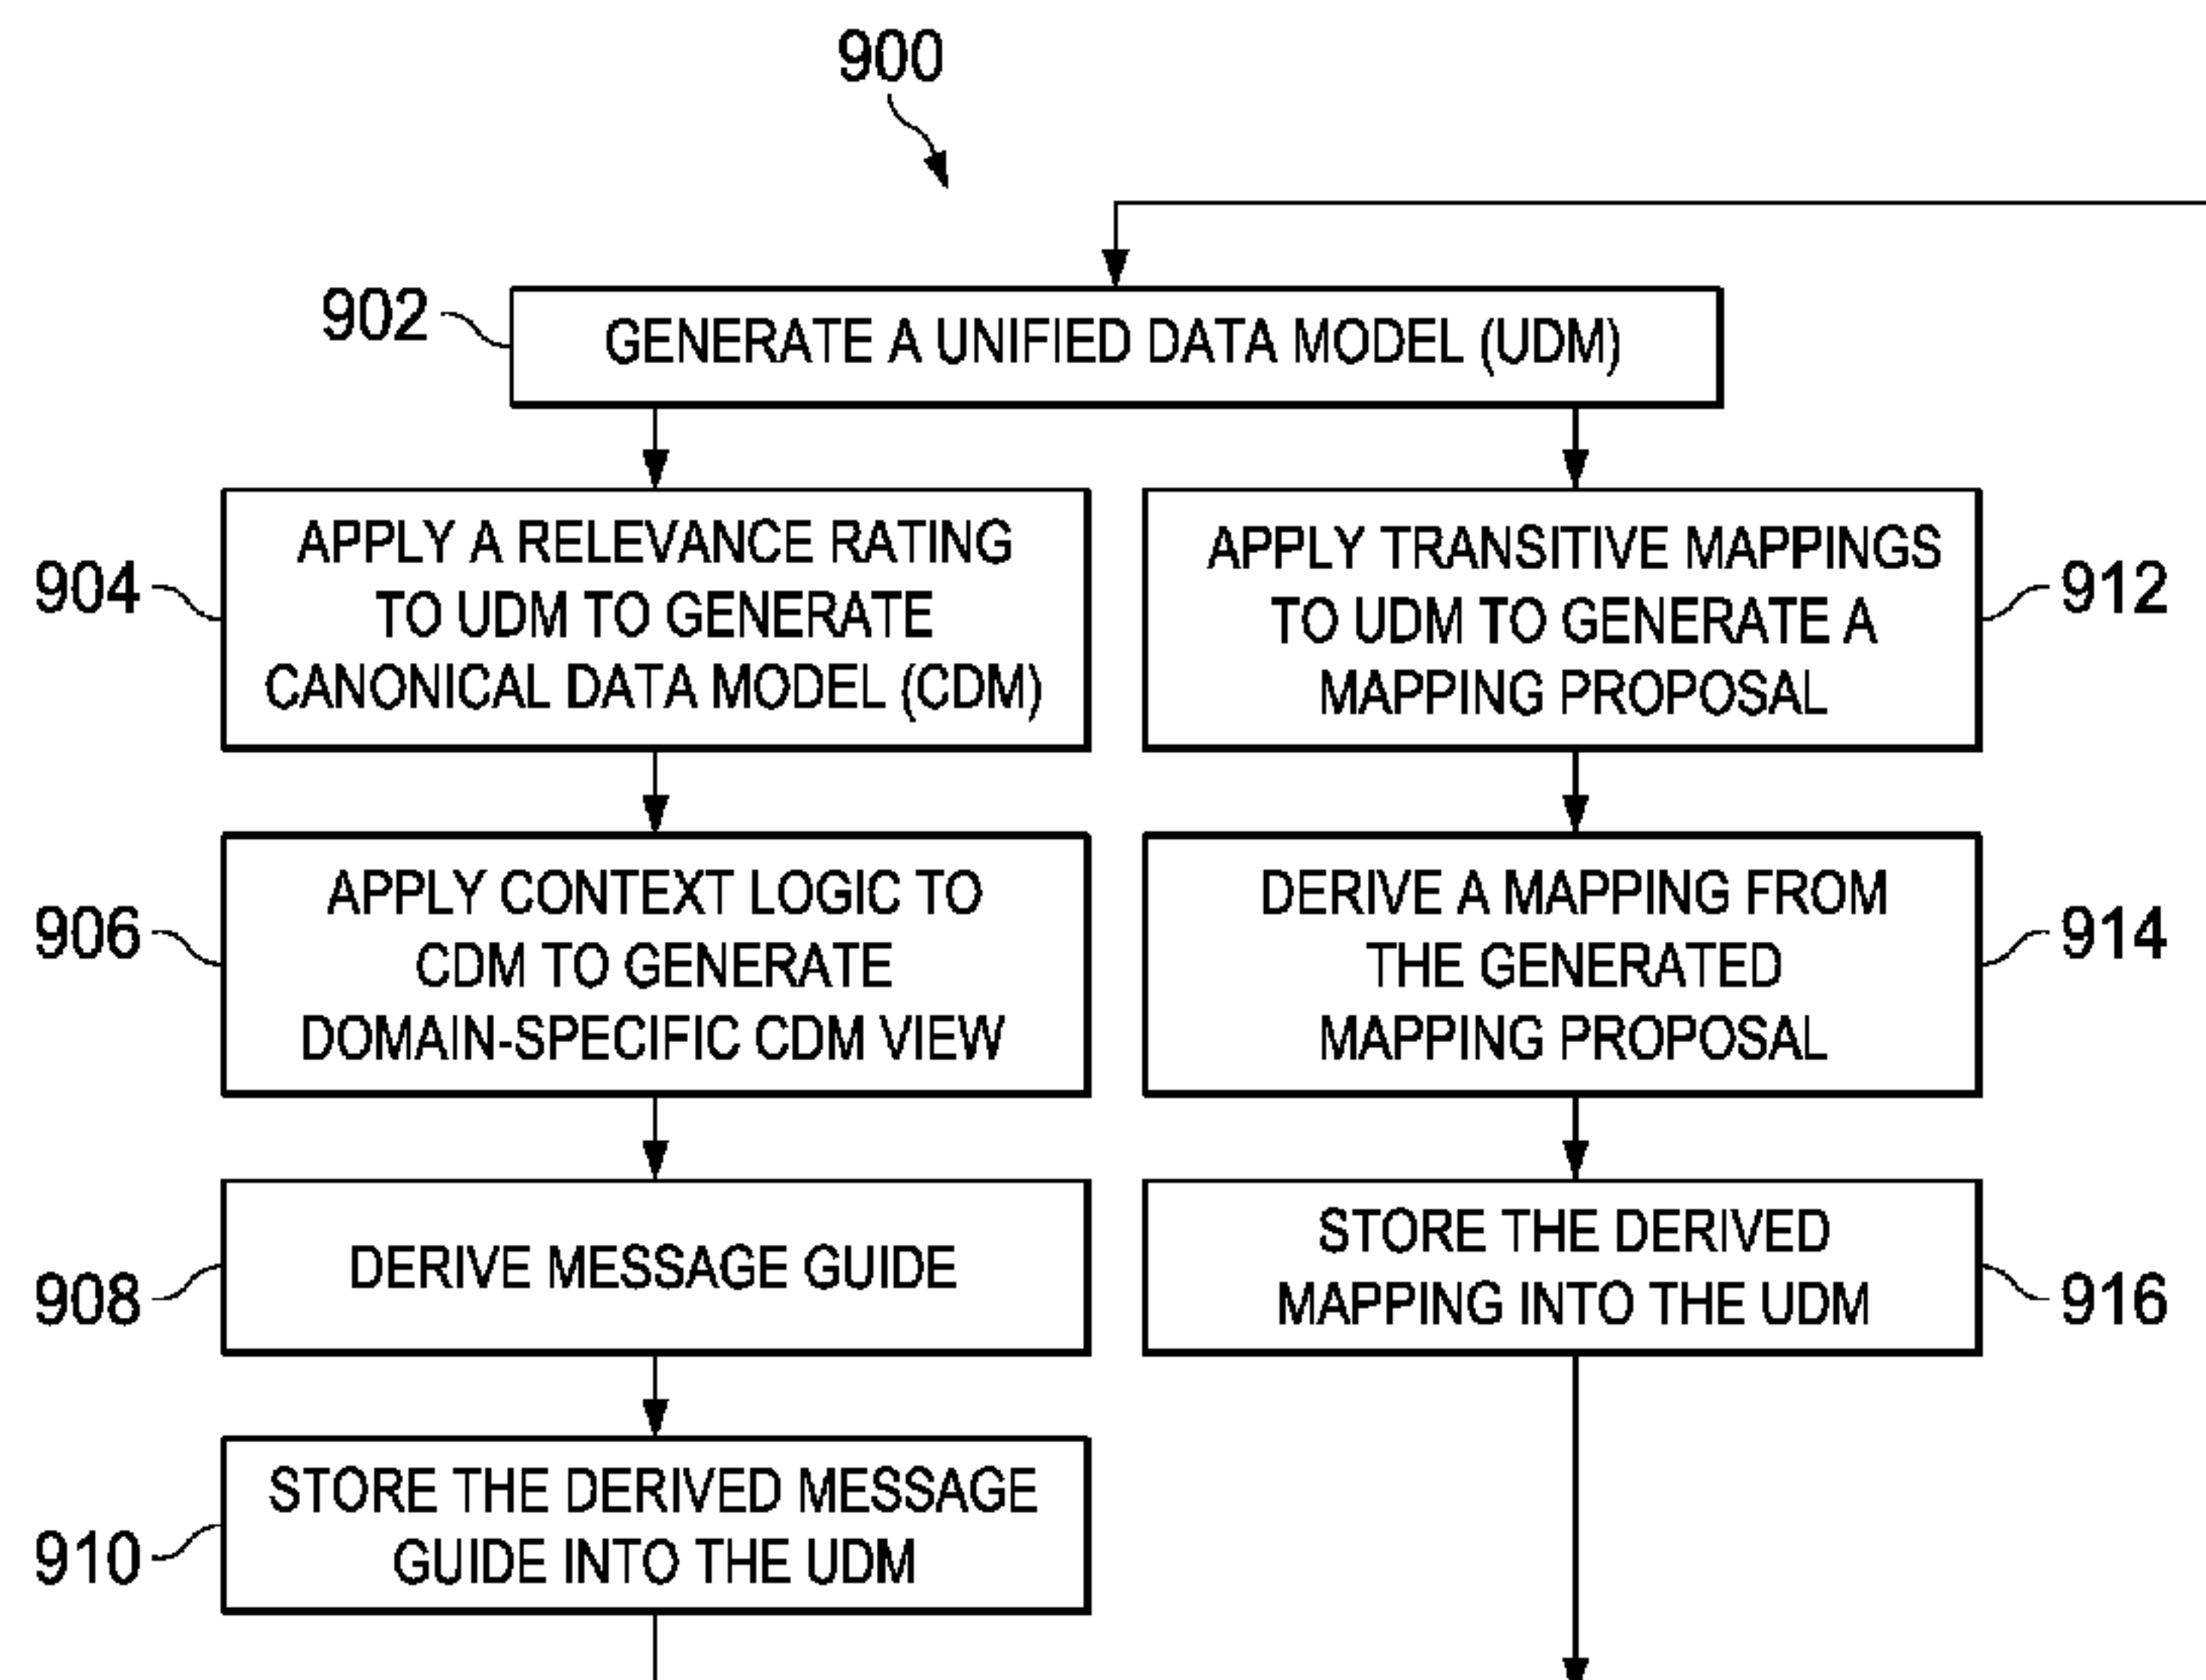 900
902
GENERATE A UNIFIED DATA MODEL (UDM)
904
APPLY A RELEVANCE RATING
TO UDM TO GENERATE
CANONICAL DATA MODEL (CDM)
906
APPLY CONTEXT LOGIC TO
CDM TO GENERATE
DOMAIN-SPECIFIC CDM VIEW
908
DERIVE MESSAGE GUIDE
910
STORE THE DERIVED MESSAGE
GUIDE INTO THE UDM
APPLY TRANSITIVE MAPPINGS
TO UDM TO GENERATE A
MAPPING PROPOSAL
912
DERIVE A MAPPING FROM
THE GENERATED
MAPPING PROPOSAL
914
STORE THE DERIVED
MAPPING INTO THE UDM
916